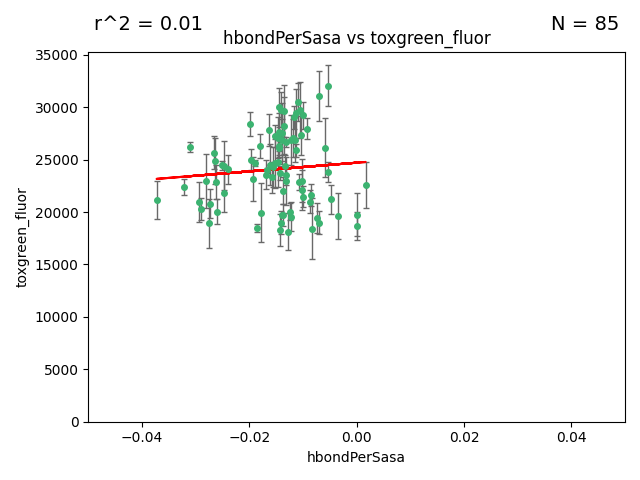 r^2 = 0.01
N = 85
hbondPerSasa vs toxgreen_fluor
35000
30000
25000
20000
15000
10000
5000
0
toxgreen_fluor
−0.04
−0.02
0.00
0.02
0.04
hbondPerSasa